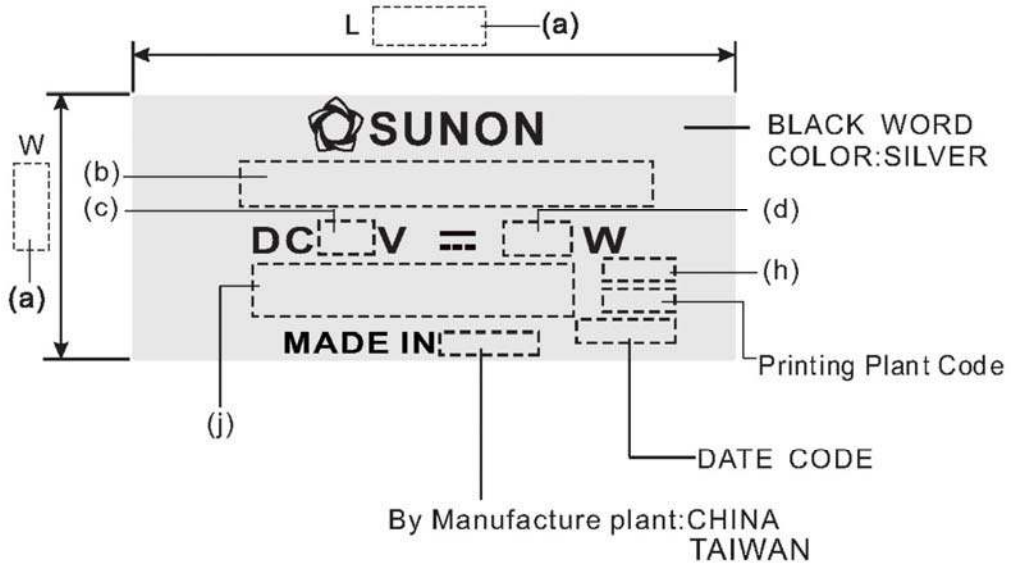 L (a)
SUNON
BLACK WORD
COLOR:SILVER
W
(b)
(c)
(d)
DC V W
(h)
(a)
(j)
MADE IN
Printing Plant Code
DATE CODE
By Manufacture plant:CHINA
TAIWAN